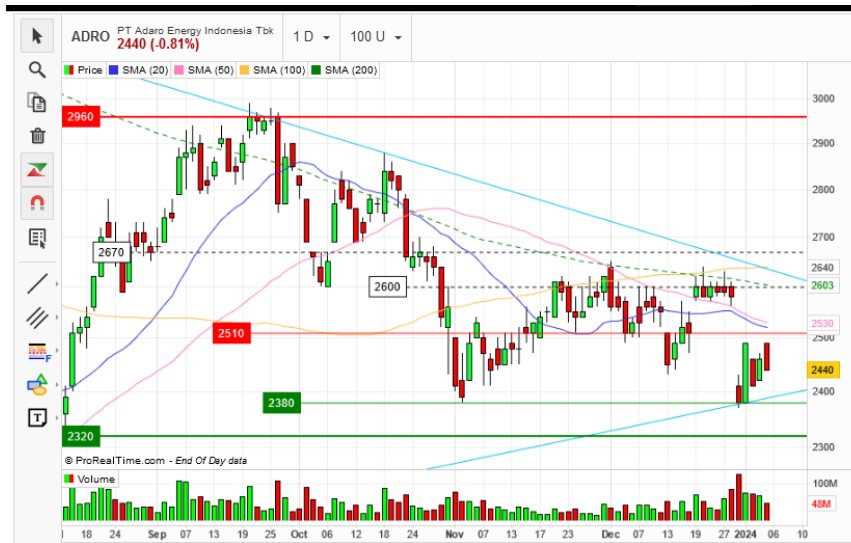 ADRO PT Adaro Energy Indonesia Tbk 1 D 100 U
2440 (-0.81%)
Price SMA (20) SMA (50) SMA (100) SMA (200)
3000
2960
2900
2800
2700
2670
2640
2603
2600
2530
2510
2500
2440
2400
2380
2320
2300
F
T
© ProRealTime.com - End Of Day data
Volume
100M
48M
18 24 Sep 07 13 19 25 Oct 06 12 18 24 Nov 07 13 17 23 Dec 07 13 19 27 2024 06 10